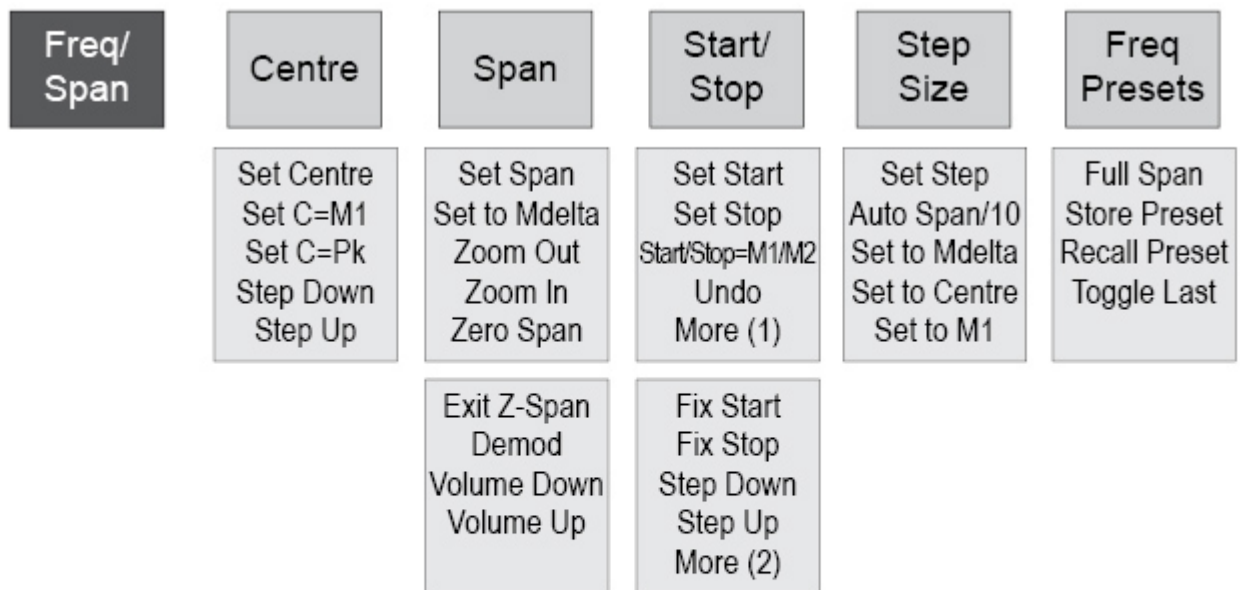 Freq/
Span
Centre
Span
Start/
Stop
Step
Size
Freq
Presets
Set Centre
Set C=M1
Set C=Pk
Step Down
Step Up
Set Span
Set to Mdelta
Zoom Out
Zoom In
Zero Span
Set Start
Set Stop
Start/Stop=M1/M2
Undo
More (1)
Set Step
Auto Span/10
Set to Mdelta
Set to Centre
Set to M1
Full Span
Store Preset
Recall Preset
Toggle Last
Exit Z-Span
Demod
Volume Down
Volume Up
Fix Start
Fix Stop
Step Down
Step Up
More (2)